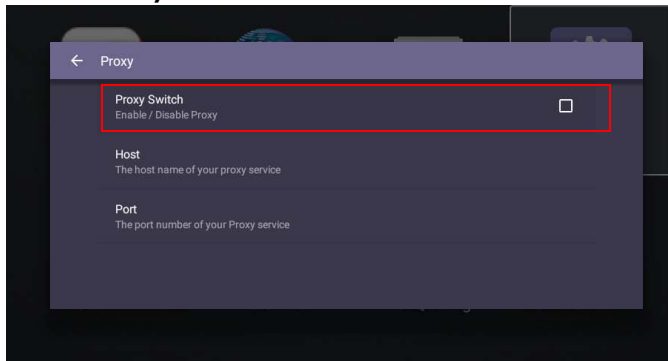 Proxy
Proxy Switch
Enable / Disable Proxy
Host
The host name of your proxy service
Port
The port number of your Proxy service